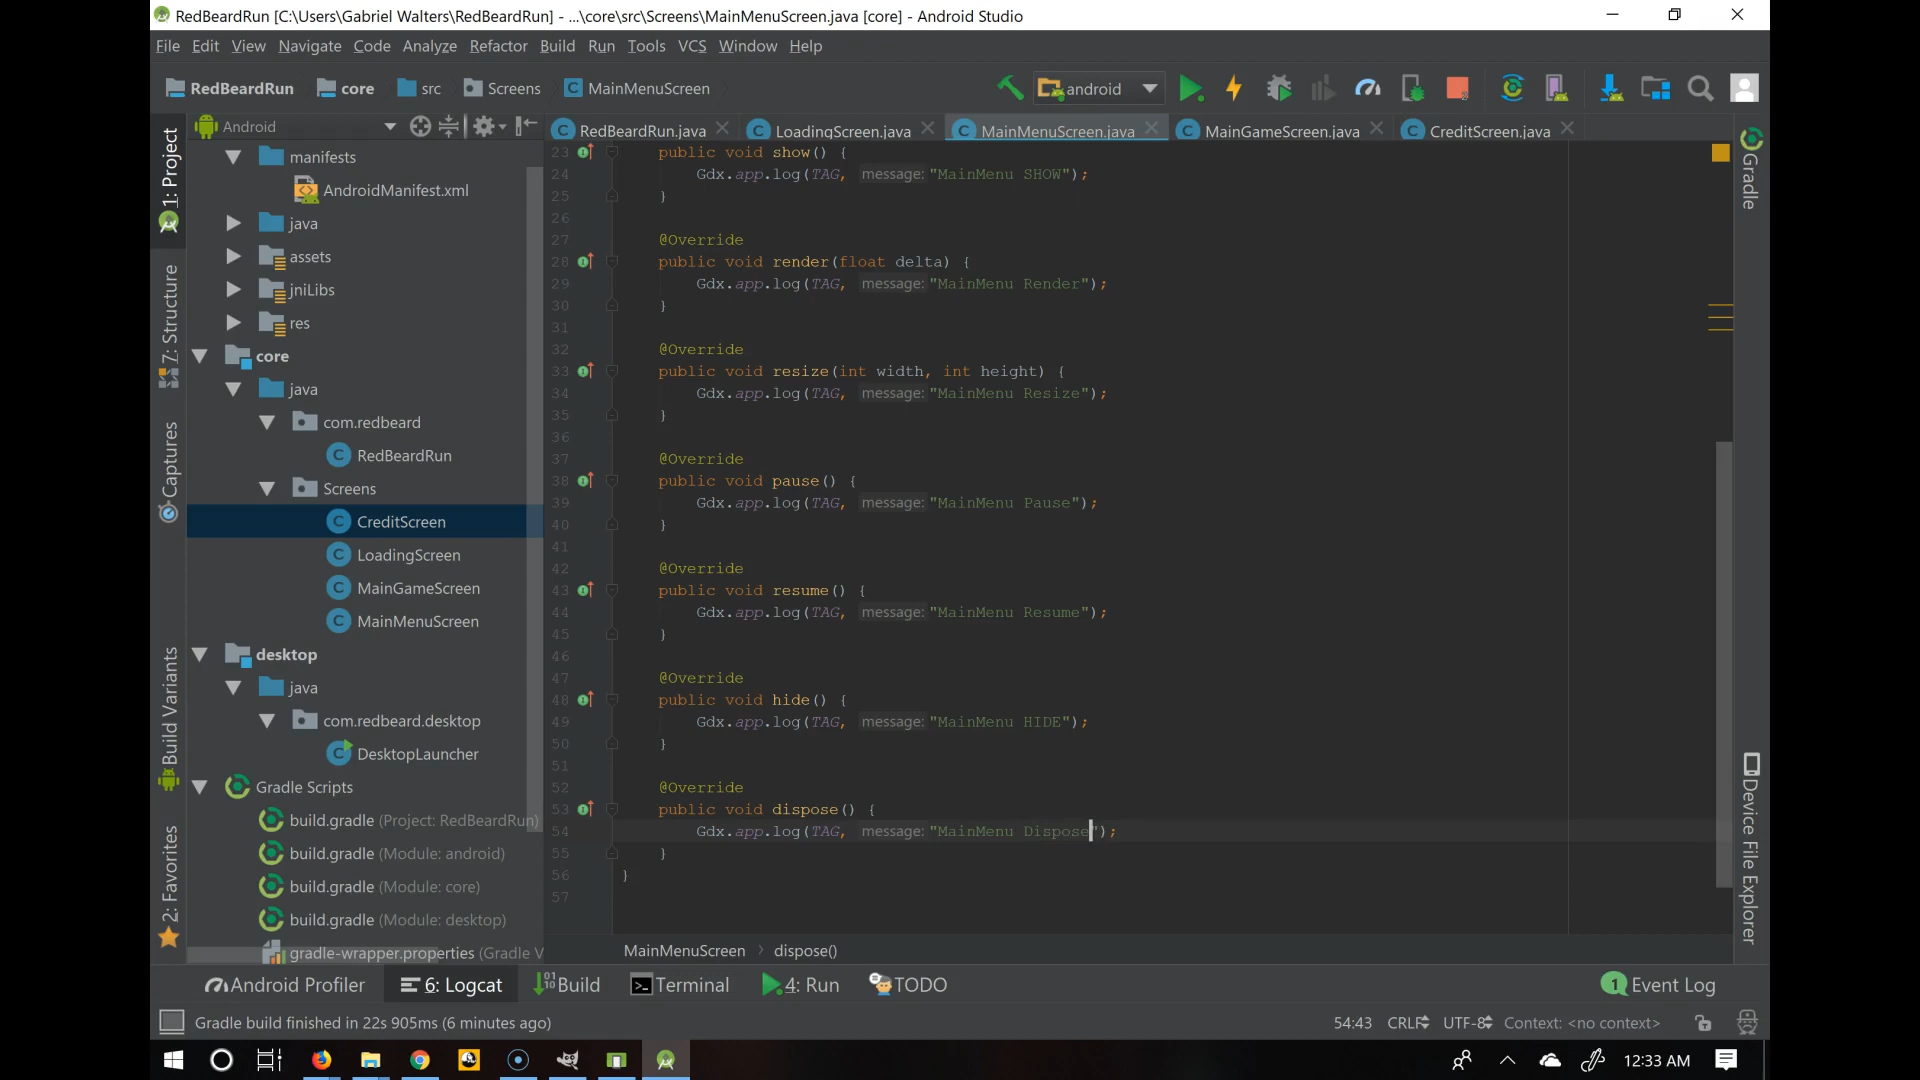 RedBeardRun [C:\Users\Gabriel Walters\RedBeardRun] - ...\core\src\Screens\MainMenuScreen.java [core] - Android Studio
File Edit View Navigate Code Analyze Refactor Build Run Tools VCS Window Help
RedBeardRun core src Screens MainMenuScreen android
Android
RedBeardRun.java LoadingScreen.java MainMenuScreen.java MainGameScreen.java CreditScreen.java
1: Project
7: Structure
Captures
Build Variants
2: Favorites
manifests
AndroidManifest.xml
java
assets
jniLibs
res
core
java
com.redbeard
RedBeardRun
Screens
CreditScreen
LoadingScreen
MainGameScreen
MainMenuScreen
desktop
java
com.redbeard.desktop
DesktopLauncher
Gradle Scripts
build.gradle (Project: RedBeardRun)
build.gradle (Module: android)
build.gradle (Module: core)
build.gradle (Module: desktop)
gradle-wrapper.properties (Gradle V
23 public void show() {
24 Gdx.app.log(TAG, message: "MainMenu SHOW");
25 }
26
27 @Override
28 public void render(float delta) {
29 Gdx.app.log(TAG, message: "MainMenu Render");
30 }
31
32 @Override
33 public void resize(int width, int height) {
34 Gdx.app.log(TAG, message: "MainMenu Resize");
35 }
36
37 @Override
38 public void pause() {
39 Gdx.app.log(TAG, message: "MainMenu Pause");
40 }
41
42 @Override
43 public void resume() {
44 Gdx.app.log(TAG, message: "MainMenu Resume");
45 }
46
47 @Override
48 public void hide() {
49 Gdx.app.log(TAG, message: "MainMenu HIDE");
50 }
51
52 @Override
53 public void dispose() {
54 Gdx.app.log(TAG, message: "MainMenu Dispose");
55 }
56 }
57
Gradle
Device File Explorer
MainMenuScreen dispose()
Android Profiler 6: Logcat Build Terminal 4: Run TODO 1 Event Log
Gradle build finished in 22s 905ms (6 minutes ago) 54:43 CRLF UTF-8 Context: <no context>
12:33 AM